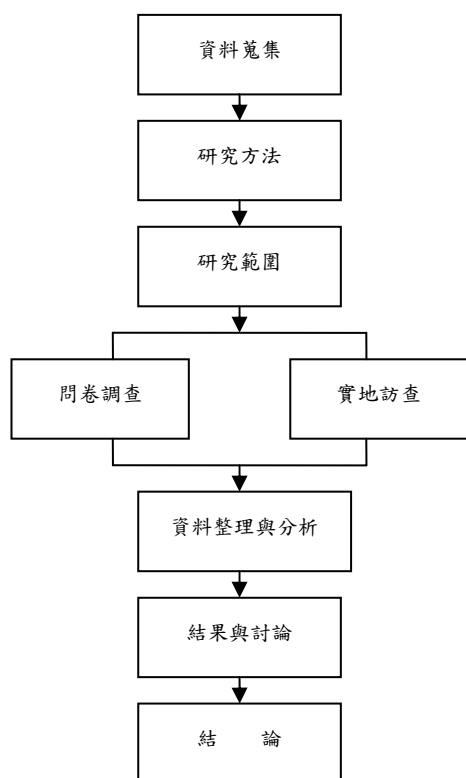 資料蒐集
研究方法
研究範圍
問卷調查
實地訪查
資料整理與分析
結果與討論
結　　論